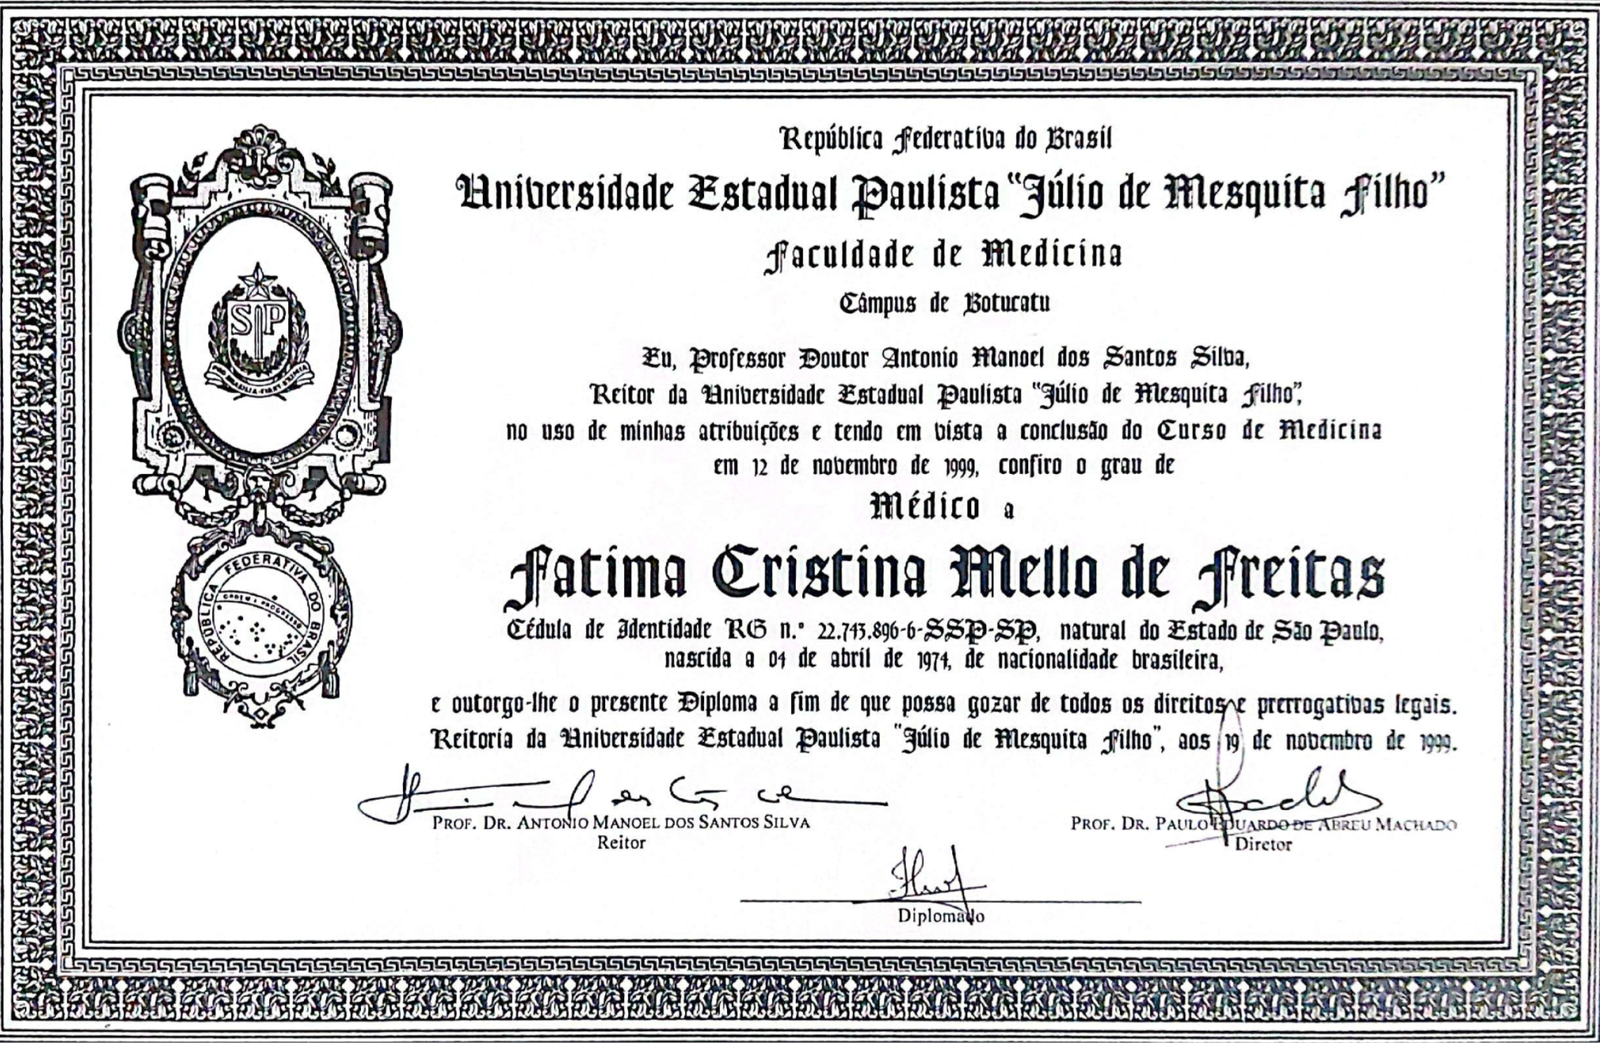 República Federativa do Brasil
Universidade Estadual Paulista "Júlio de Mesquita Filho"
Faculdade de Medicina
Câmpus de Botucatu
Eu, Professor Doutor Antonio Manoel dos Santos Silva,
Reitor da Universidade Estadual Paulista "Júlio de Mesquita Filho",
no uso de minhas atribuições e tendo em vista a conclusão do Curso de Medicina
em 12 de novembro de 1999, confiro o grau de
Médico a
Fatima Cristina Mello de Freitas
Cédula de Identidade RG n.º 22.743.896-6-SSP-SP, natural do Estado de São Paulo,
nascida a 04 de abril de 1974, de nacionalidade brasileira,
e outorgo-lhe o presente Diploma a fim de que possa gozar de todos os direitos e prerrogativas legais.
Reitoria da Universidade Estadual Paulista "Júlio de Mesquita Filho", aos 19 de novembro de 1999.
PROF. DR. ANTONIO MANOEL DOS SANTOS SILVA
Reitor
PROF. DR. PAULO EDUARDO DE ABREU MACHADO
Diretor
Diplomado
SP
REPÚBLICA FEDERATIVA DO BRASIL
ORDEM E PROGRESSO